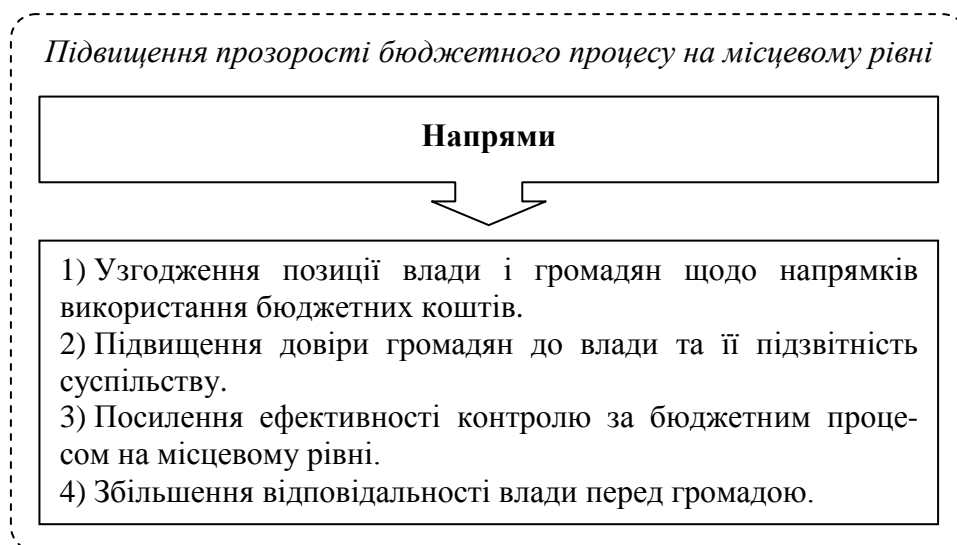 Підвищення прозорості бюджетного процесу на місцевому рівні
Напрями
1) Узгодження позиції влади і громадян щодо напрямків
використання бюджетних коштів.
2) Підвищення довіри громадян до влади та її підзвітність
суспільству.
3) Посилення ефективності контролю за бюджетним проце-
сом на місцевому рівні.
4) Збільшення відповідальності влади перед громадою.